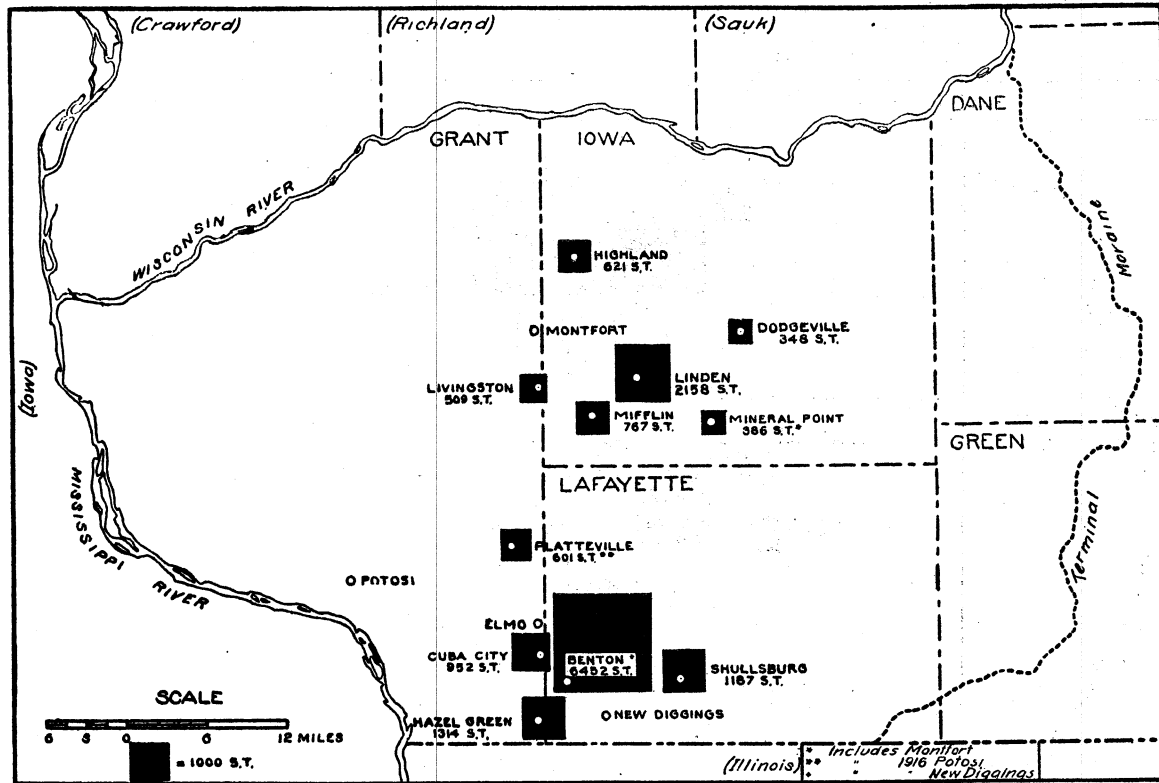 (Crawford)
(Richland)
(Sauk)
DANE
GRANT
IOWA
WISCONSIN RIVER
HIGHLAND
621 S.T.
Moraine
MONTFORT
DODGEVILLE
348 S.T.
(Iowa)
LIVINGSTON
509 S.T.
LINDEN
2158 S.T.
MIFFLIN
767 S.T.
MINERAL POINT
386 S.T.*
GREEN
LAFAYETTE
MISSISSIPPI
RIVER
PLATTEVILLE
601 S.T.**
Terminal
POTOSI
ELMO
CUBA CITY
952 S.T.
BENTON +
6452 S.T.
SHULLSBURG
1187 S.T.
SCALE
HAZEL GREEN
1314 S.T.
NEW DIGGINGS
6 3 0 6 12 MILES
= 1000 S.T.
(Illinois)
* Includes Montfort
** " 1916 Potosi
+ " " New Diggings